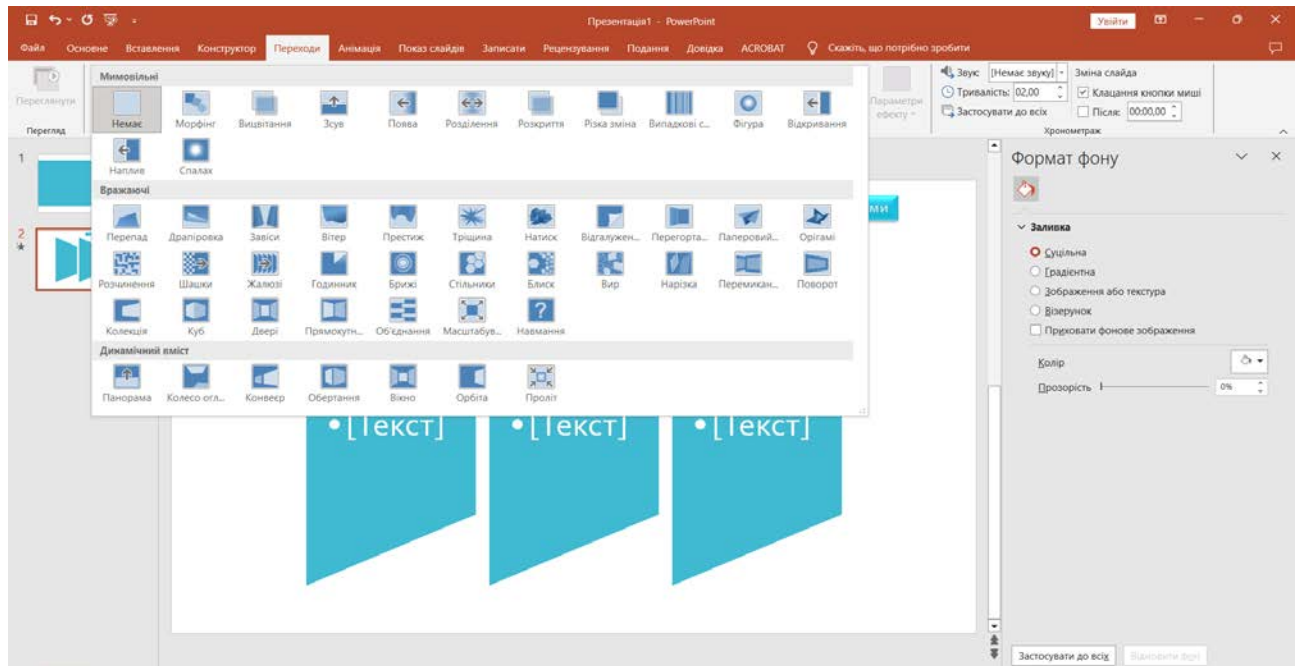 Презентація1 - PowerPoint
Увійти
Файл Основне Вставлення Конструктор Переходи Анімація Показ слайдів Записати Рецензування Подання Довідка ACROBAT Скажіть, що потрібно зробити
Переглянути
Перегляд
Мимовільні
Немає Морфінг Вицвітання Зсув Поява Розділення Розкриття Різка зміна Випадкові с... Фігура Відкривання
Наплив Спалах
Вражаючі
Перепад Драпіровка Завіси Вітер Престиж Тріщина Натиск Відгалужен... Перегорта... Паперовий... Орігамі
Розчинення Шашки Жалюзі Годинник Брижі Стільники Блиск Вир Нарізка Перемикан... Поворот
Колекція Куб Двері Прямокутн... Об'єднання Масштабув... Навмання
Динамічний вміст
Панорама Колесо огл... Конвеєр Обертання Вікно Орбіта Проліт
Параметри ефекту
Звук: [Немає звуку]
Тривалість: 02,00
Застосувати до всіх
Зміна слайда
Клацання кнопки миші
Після: 00:00,00
Хронометраж
1
2
МИ
•[Текст] •[Текст] •[Текст]
Формат фону
Заливка
Суцільна
Градієнтна
Зображення або текстура
Візерунок
Приховати фонове зображення
Колір
Прозорість 0%
Застосувати до всіх Відновити фон